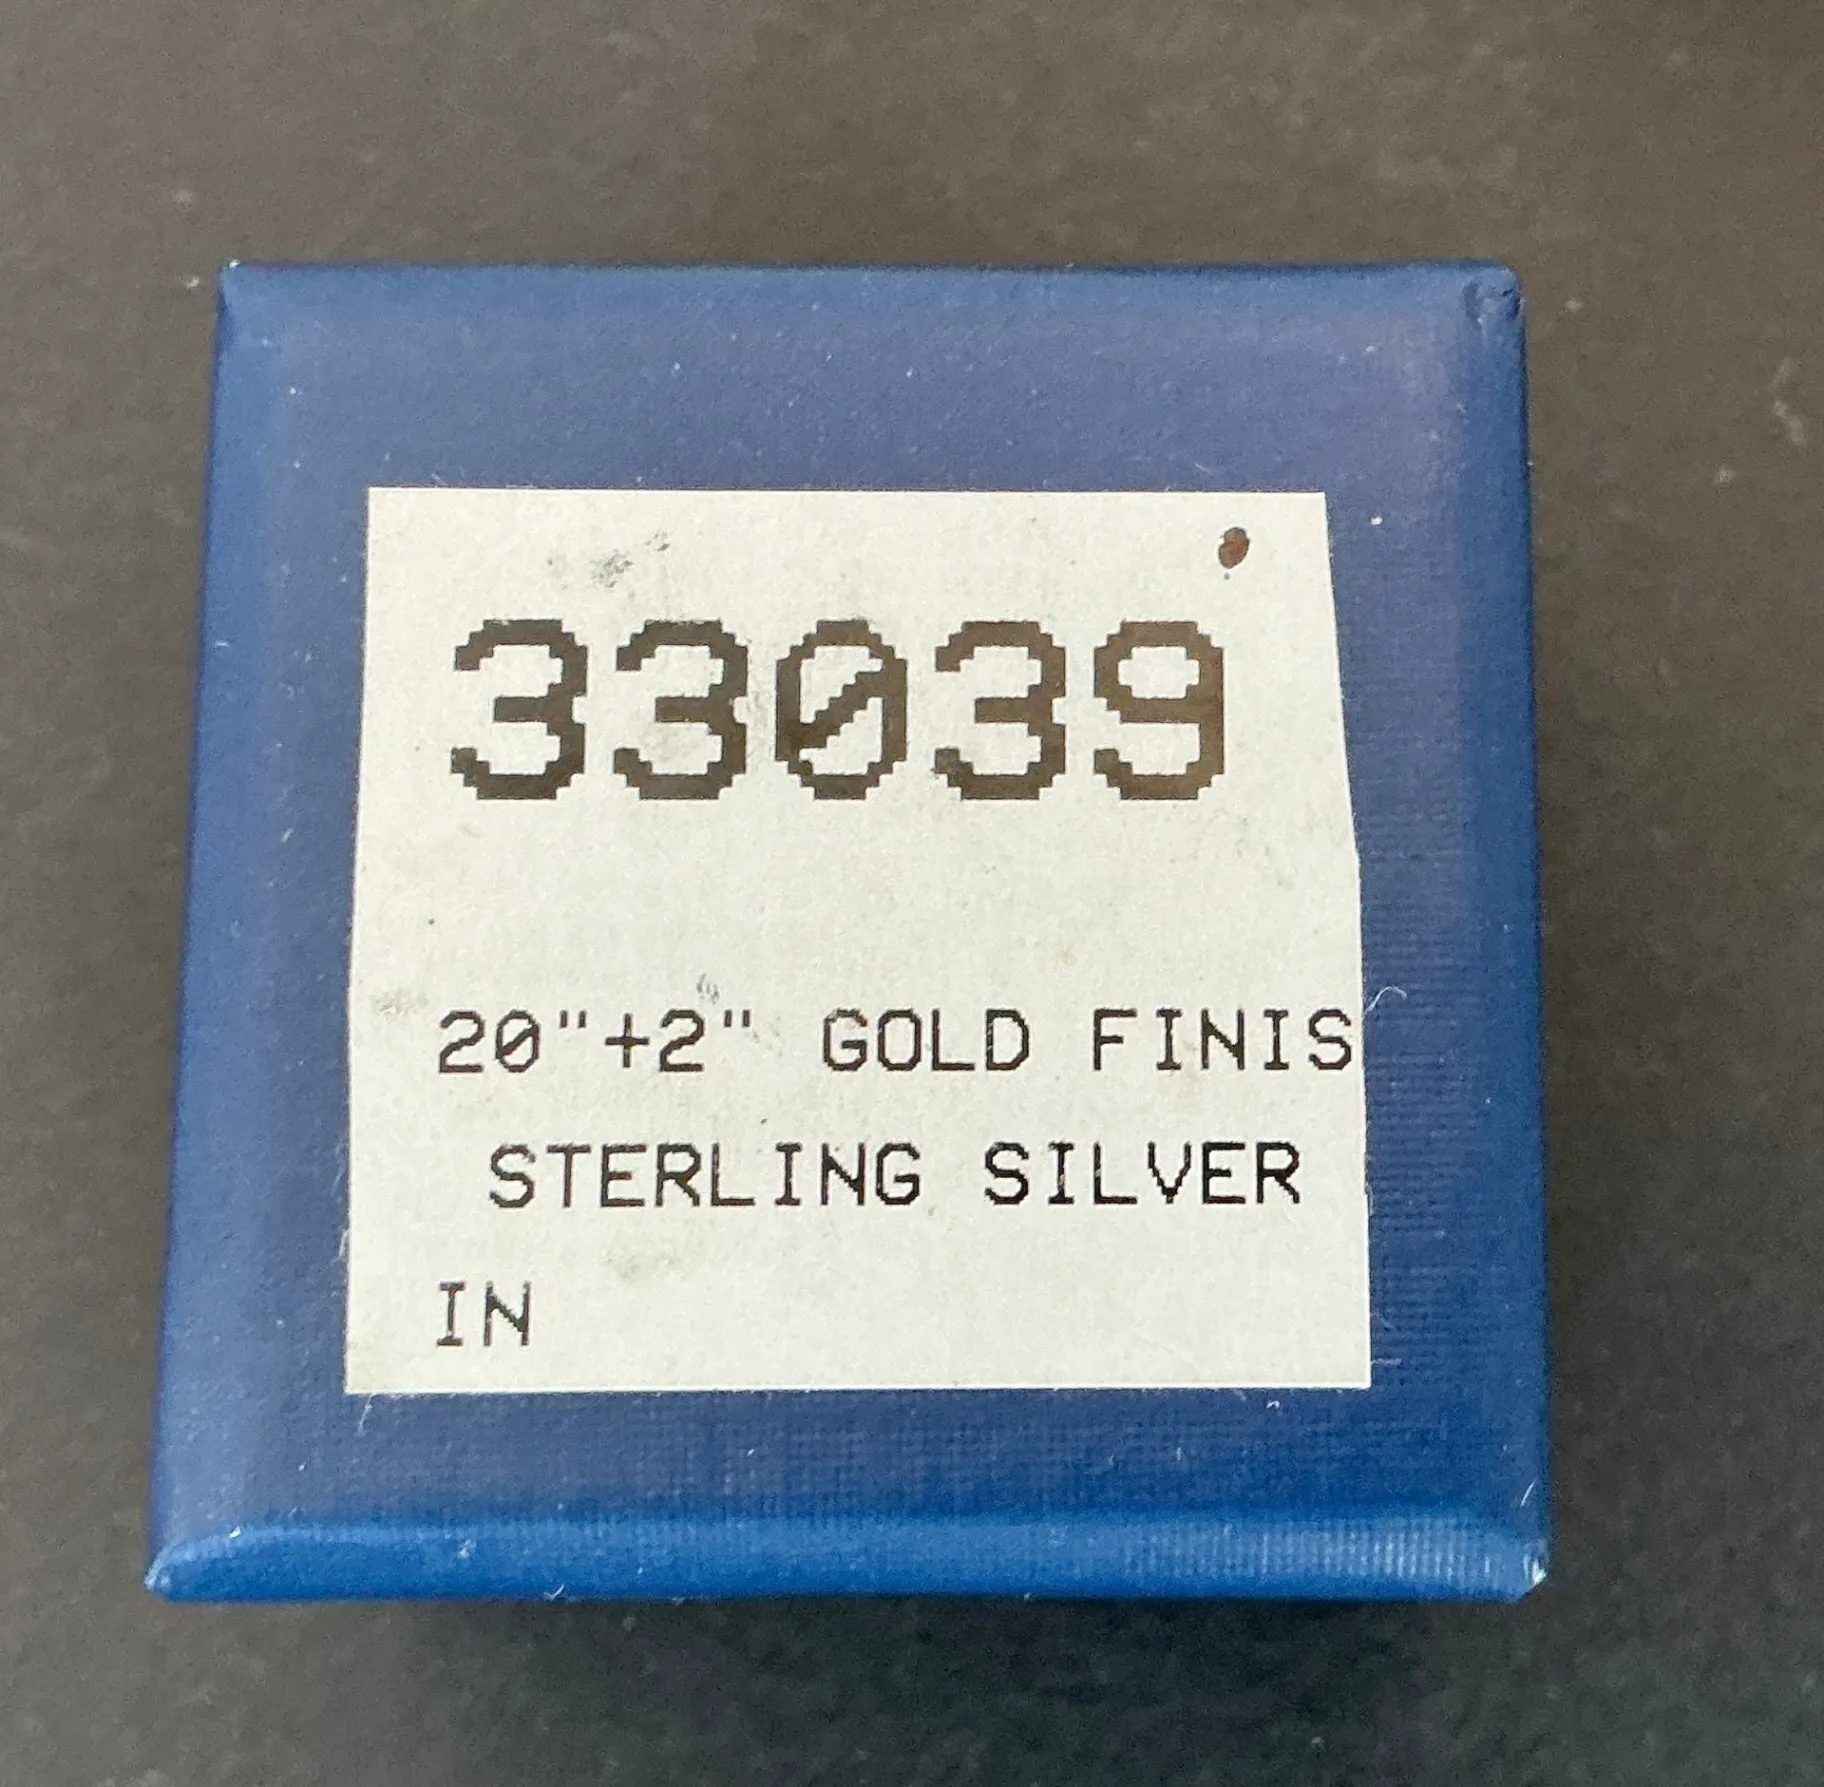 33039
20"+2" GOLD FINIS
STERLING SILVER
IN